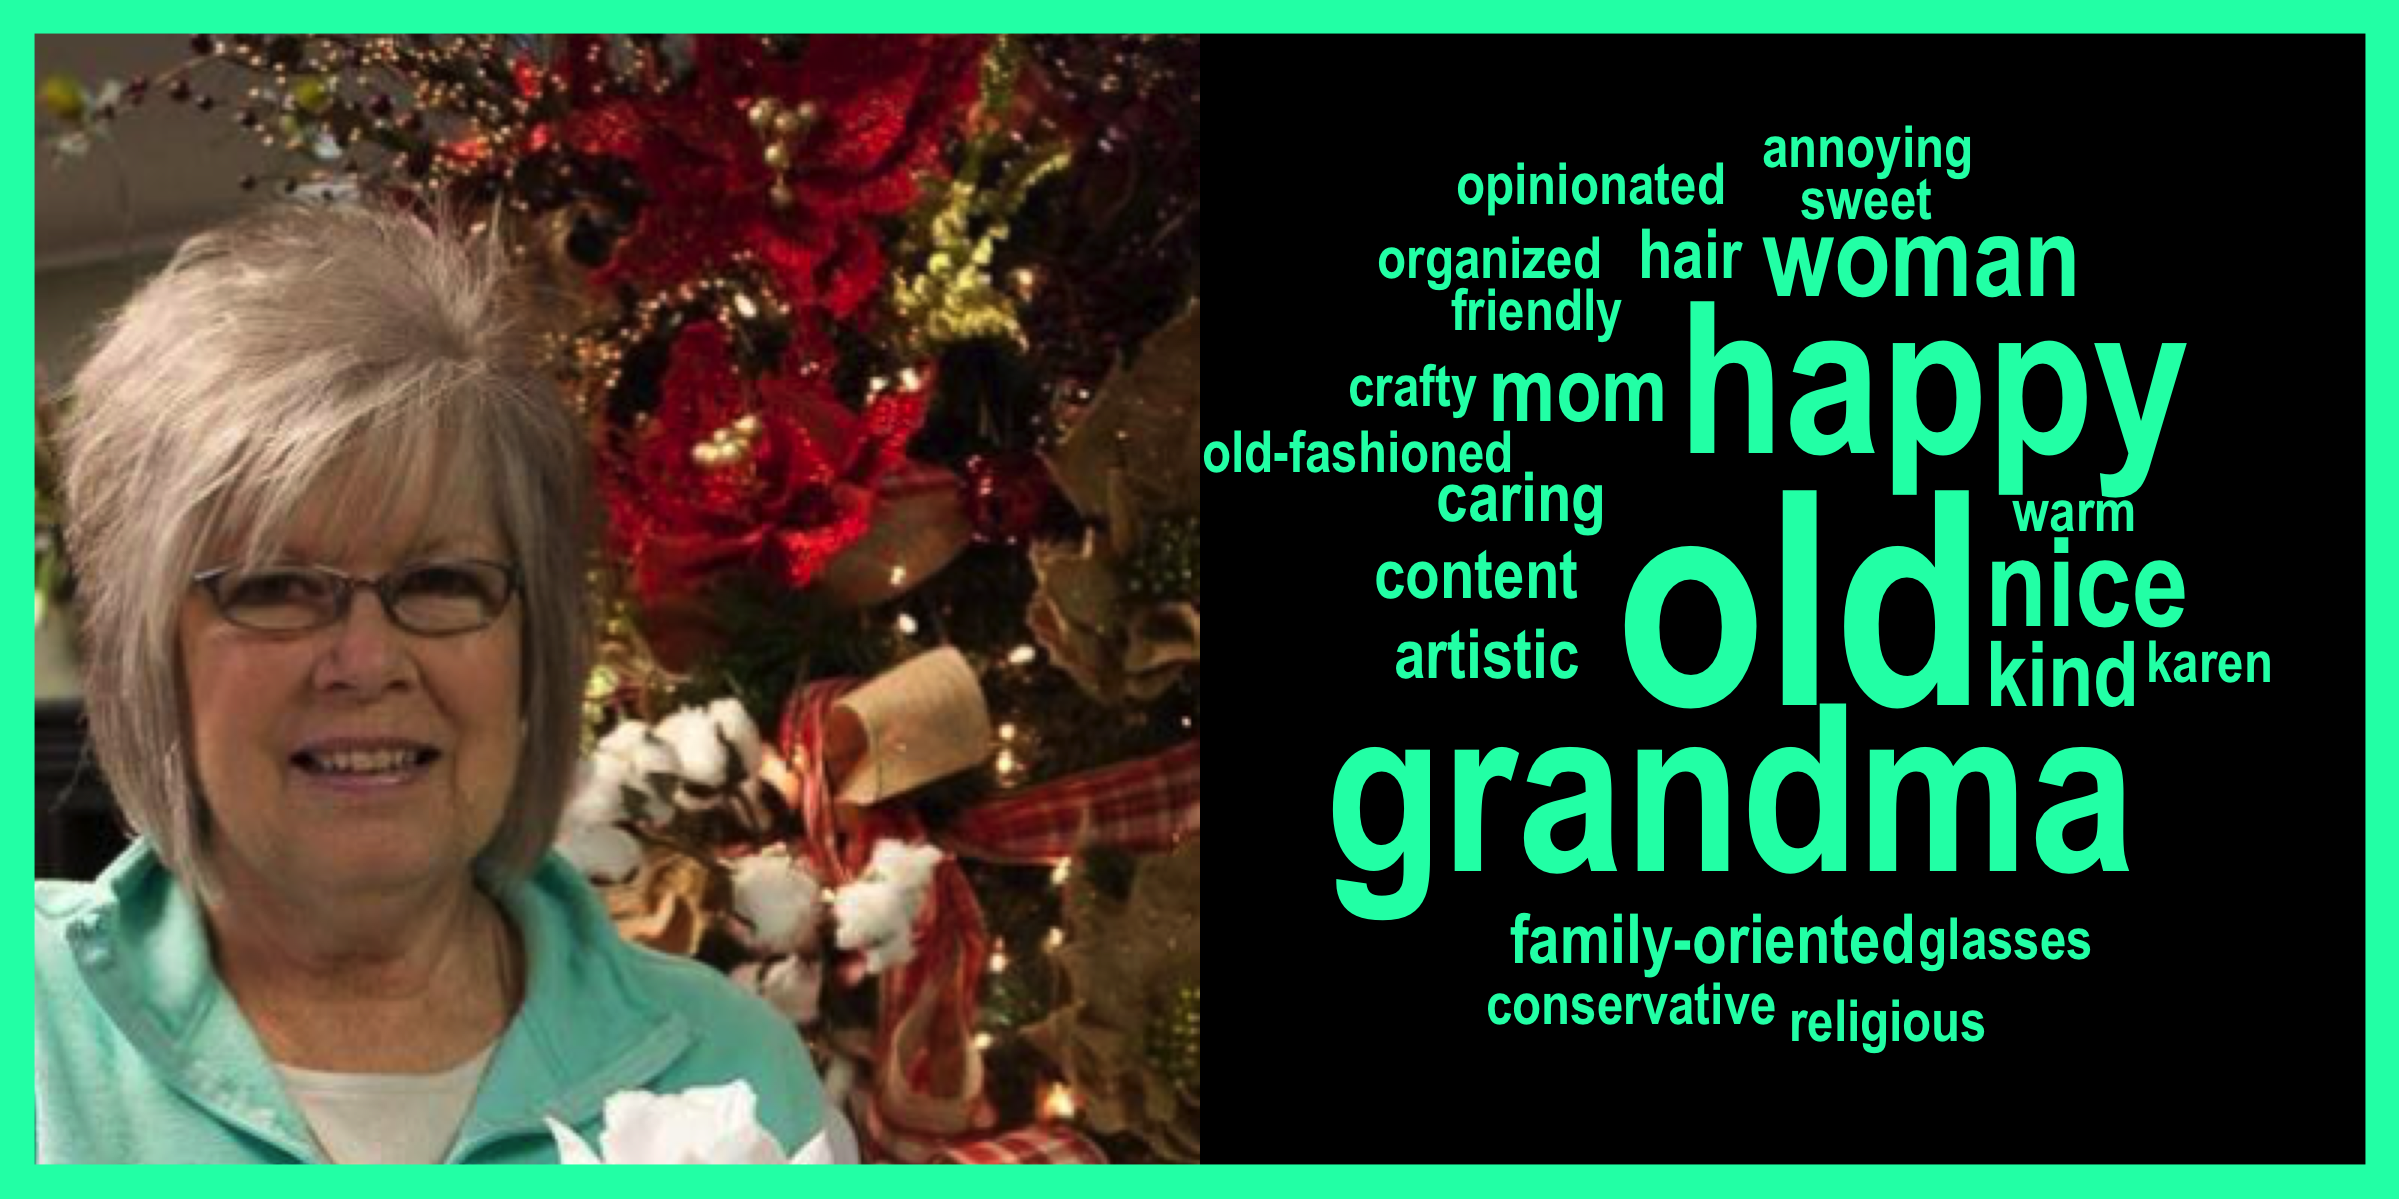 annoying
opinionated
sweet
organized hair woman
friendly
happy
crafty mom
old-fashioned
caring
warm
old
content
nice
artistic
kind karen
grandma
family-oriented glasses
conservative religious